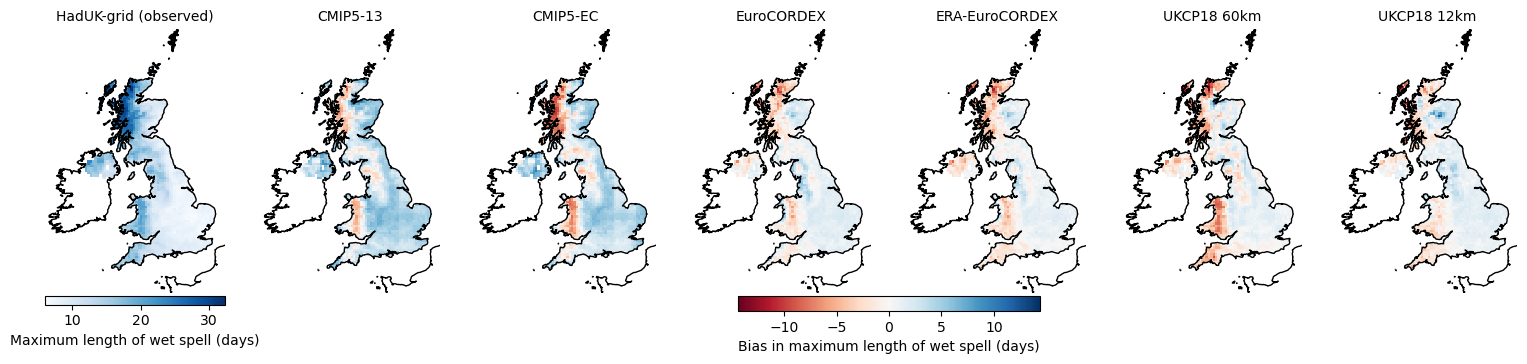 HadUK-grid (observed) CMIP5-13 CMIP5-EC EuroCORDEX ERA-EuroCORDEX UKCP18 60km UKCP18 12km
10 20 30
Maximum length of wet spell (days)
−10 −5 0 5 10
Bias in maximum length of wet spell (days)